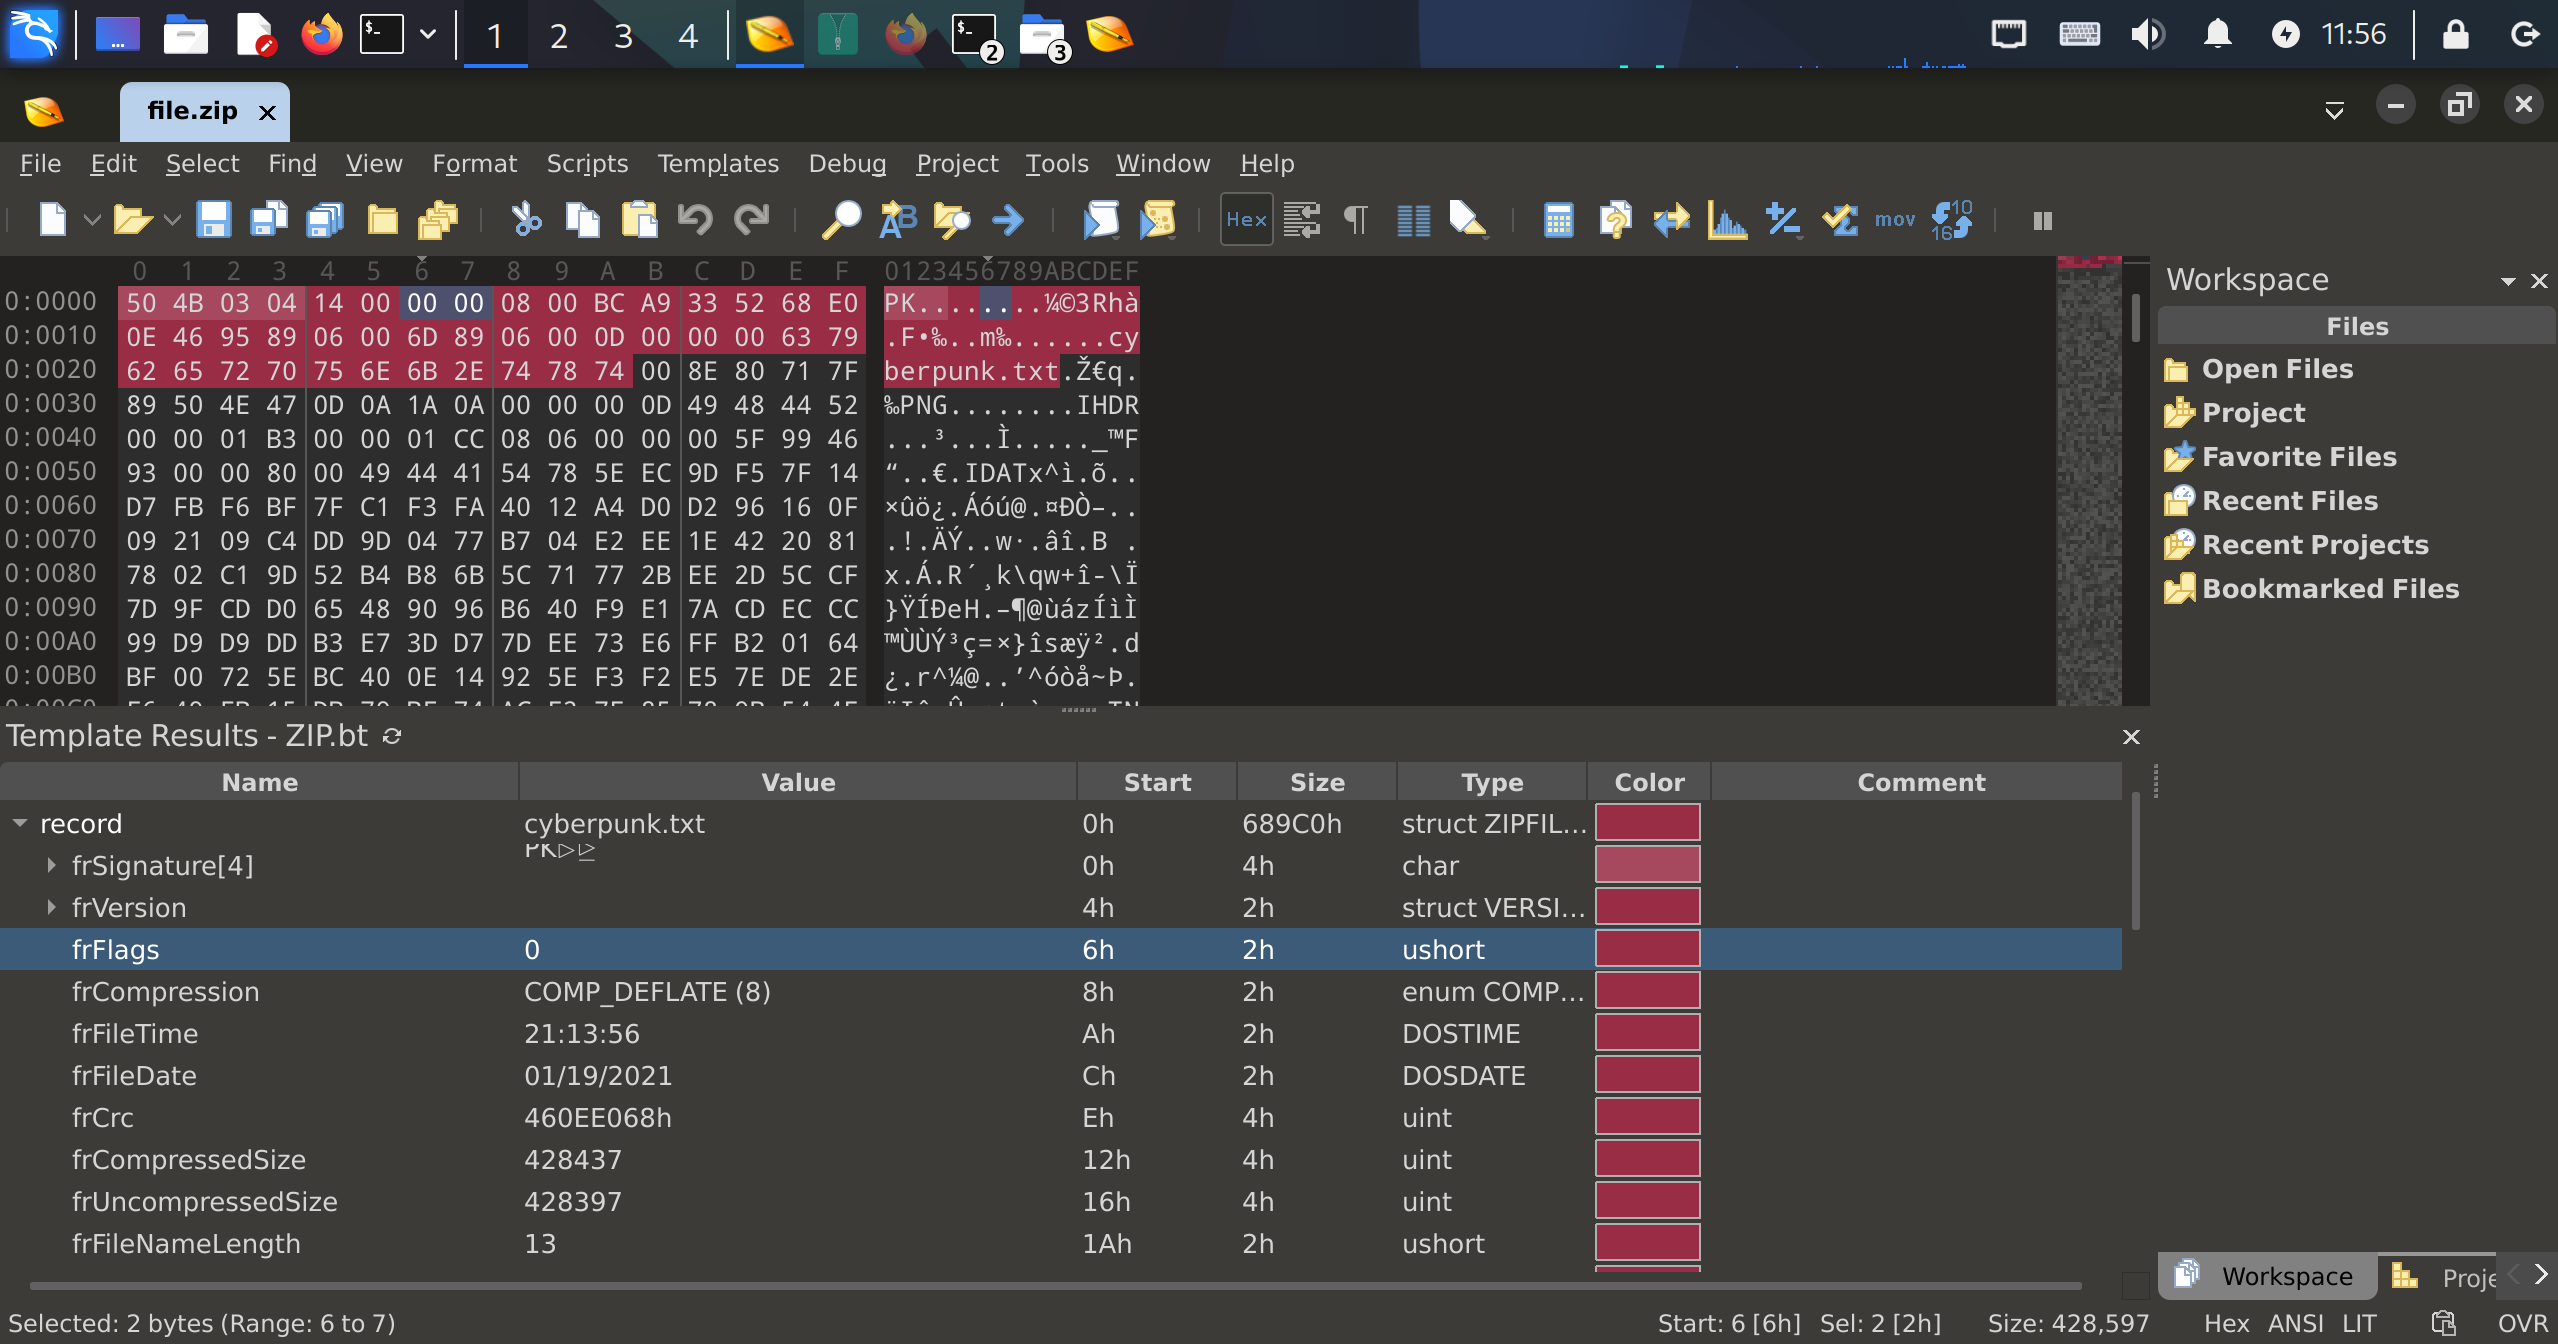 1 2 3 4 2 3 11:56
file.zip
File Edit Select Find View Format Scripts Templates Debug Project Tools Window Help
Hex mov 10 16
0 1 2 3 4 5 6 7 8 9 A B C D E F 0123456789ABCDEF
0:0000 50 4B 03 04 14 00 00 00 08 00 BC A9 33 52 68 E0 PK........¼©3Rhà
0:0010 0E 46 95 89 06 00 6D 89 06 00 0D 00 00 00 63 79 .F•‰..m‰......cy
0:0020 62 65 72 70 75 6E 6B 2E 74 78 74 00 8E 80 71 7F berpunk.txt.Ž€q.
0:0030 89 50 4E 47 0D 0A 1A 0A 00 00 00 0D 49 48 44 52 ‰PNG........IHDR
0:0040 00 00 01 B3 00 00 01 CC 08 06 00 00 00 5F 99 46 ...³...Ì....._™F
0:0050 93 00 00 80 00 49 44 41 54 78 5E EC 9D F5 7F 14 “..€.IDATx^ì.õ..
0:0060 D7 FB F6 BF 7F C1 F3 FA 40 12 A4 D0 D2 96 16 0F ×ûö¿.Áóú@.¤ÐÒ–..
0:0070 09 21 09 C4 DD 9D 04 77 B7 04 E2 EE 1E 42 20 81 .!.ÄÝ..w·.âî.B .
0:0080 78 02 C1 9D 52 B4 B8 6B 5C 71 77 2B EE 2D 5C CF x.Á.R´¸k\qw+î-\Ï
0:0090 7D 9F CD D0 65 48 90 96 B6 40 F9 E1 7A CD EC CC }ŸÍÐeH.–¶@ùázÍìÌ
0:00A0 99 D9 D9 DD B3 E7 3D D7 7D EE 73 E6 FF B2 01 64 ™ÙÙÝ³ç=×}îsæÿ².d
0:00B0 BF 00 72 5E BC 40 0E 14 92 5E F3 F2 E5 7E DE 2E ¿.r^¼@..’^óòå~Þ.
Template Results - ZIP.bt
Name Value Start Size Type Color Comment
record cyberpunk.txt 0h 689C0h struct ZIPFIL...
frSignature[4] PK 0h 4h char
frVersion 4h 2h struct VERSI...
frFlags 0 6h 2h ushort
frCompression COMP_DEFLATE (8) 8h 2h enum COMP...
frFileTime 21:13:56 Ah 2h DOSTIME
frFileDate 01/19/2021 Ch 2h DOSDATE
frCrc 460EE068h Eh 4h uint
frCompressedSize 428437 12h 4h uint
frUncompressedSize 428397 16h 4h uint
frFileNameLength 13 1Ah 2h ushort
Workspace
Files
Open Files
Project
Favorite Files
Recent Files
Recent Projects
Bookmarked Files
Workspace Proje
Selected: 2 bytes (Range: 6 to 7) Start: 6 [6h] Sel: 2 [2h] Size: 428,597 Hex ANSI LIT OVR